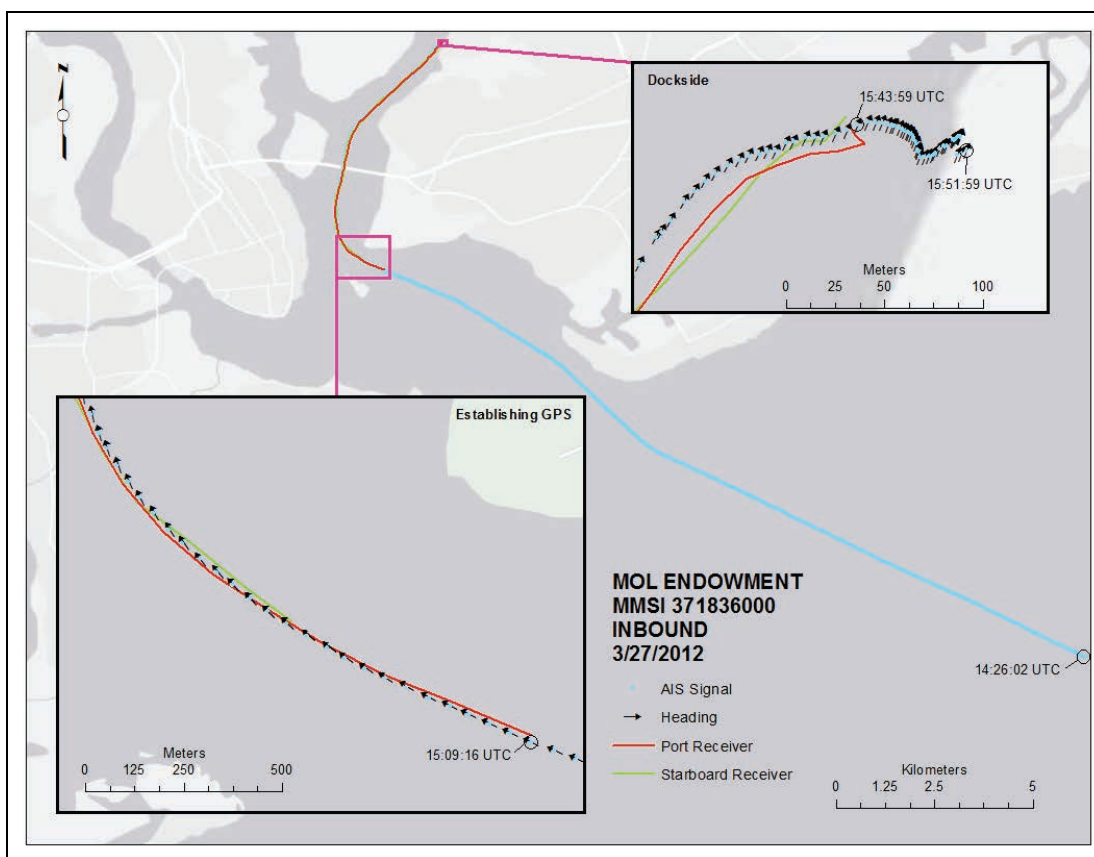 N
Dockside
15:43:59 UTC
15:51:59 UTC
Meters
0 25 50 100
Establishing GPS
15:09:16 UTC
Meters
0 125 250 500
MOL ENDOWMENT
MMSI 371836000
INBOUND
3/27/2012
AIS Signal
Heading
Port Receiver
Starboard Receiver
14:26:02 UTC
Kilometers
0 1.25 2.5 5